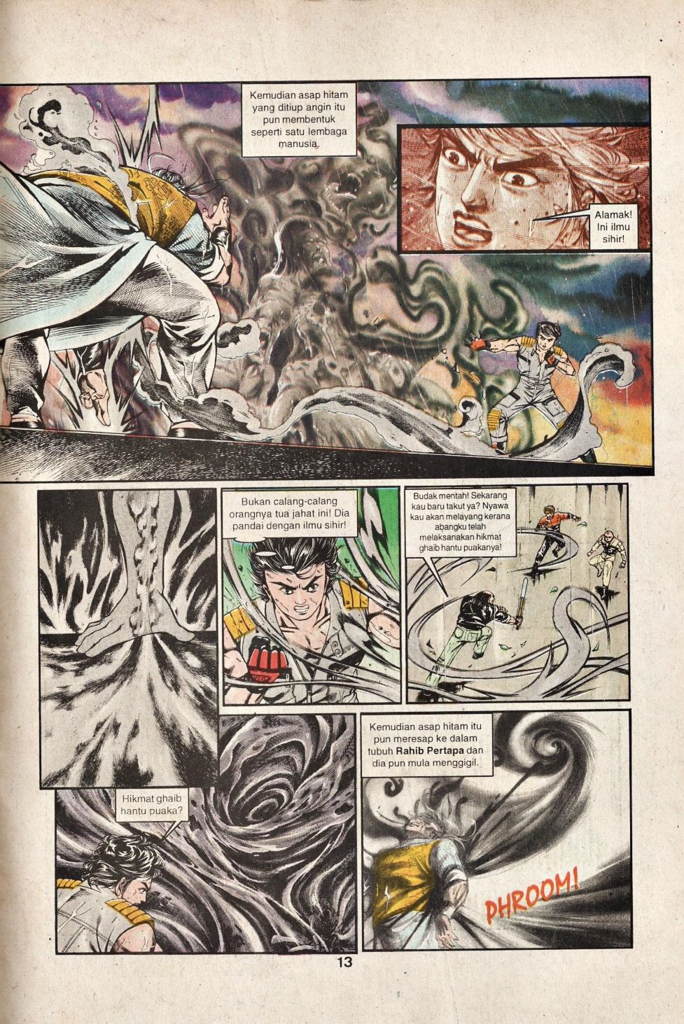 Kemudian asap hitam
yang ditiup angin itu
pun membentuk
seperti satu lembaga
manusia.
Alamak!
Ini ilmu
sihir!
Bukan calang-calang
orangnya tua jahat ini! Dia
pandai dengan ilmu sihir!
Budak mentah! Sekarang
kau baru takut ya? Nyawa
kau akan melayang kerana
abangku telah
melaksanakan hikmat
ghaib hantu puakanya!
Hikmat ghaib
hantu puaka?
Kemudian asap hitam itu
pun meresap ke dalam
tubuh Rahib Pertapa dan
dia pun mula menggigil.
PHROOM!
13